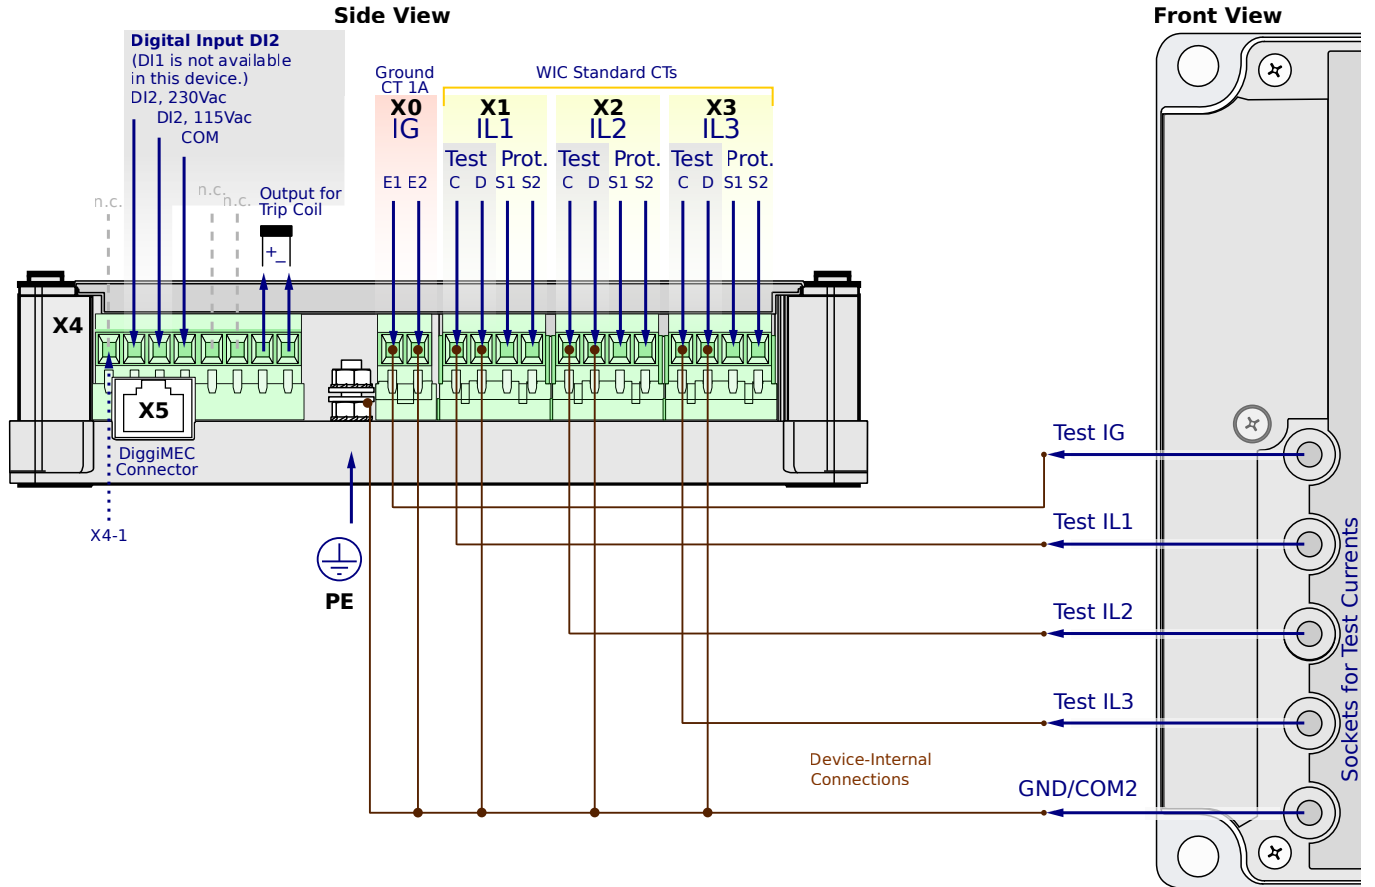 Side View
Front View
Digital Input DI2
(DI1 is not available
in this device.)
DI2, 230Vac
DI2, 115Vac
COM
n.c.
n.c.
n.c.
Output for
Trip Coil
+
−
Ground
CT 1A
X0
IG
E1 E2
WIC Standard CTs
X1
IL1
Test Prot.
C D S1 S2
X2
IL2
Test Prot.
C D S1 S2
X3
IL3
Test Prot.
C D S1 S2
X4
X5
DiggiMEC
Connector
X4-1
PE
Test IG
Test IL1
Test IL2
Test IL3
GND/COM2
Device-Internal
Connections
Sockets for Test Currents